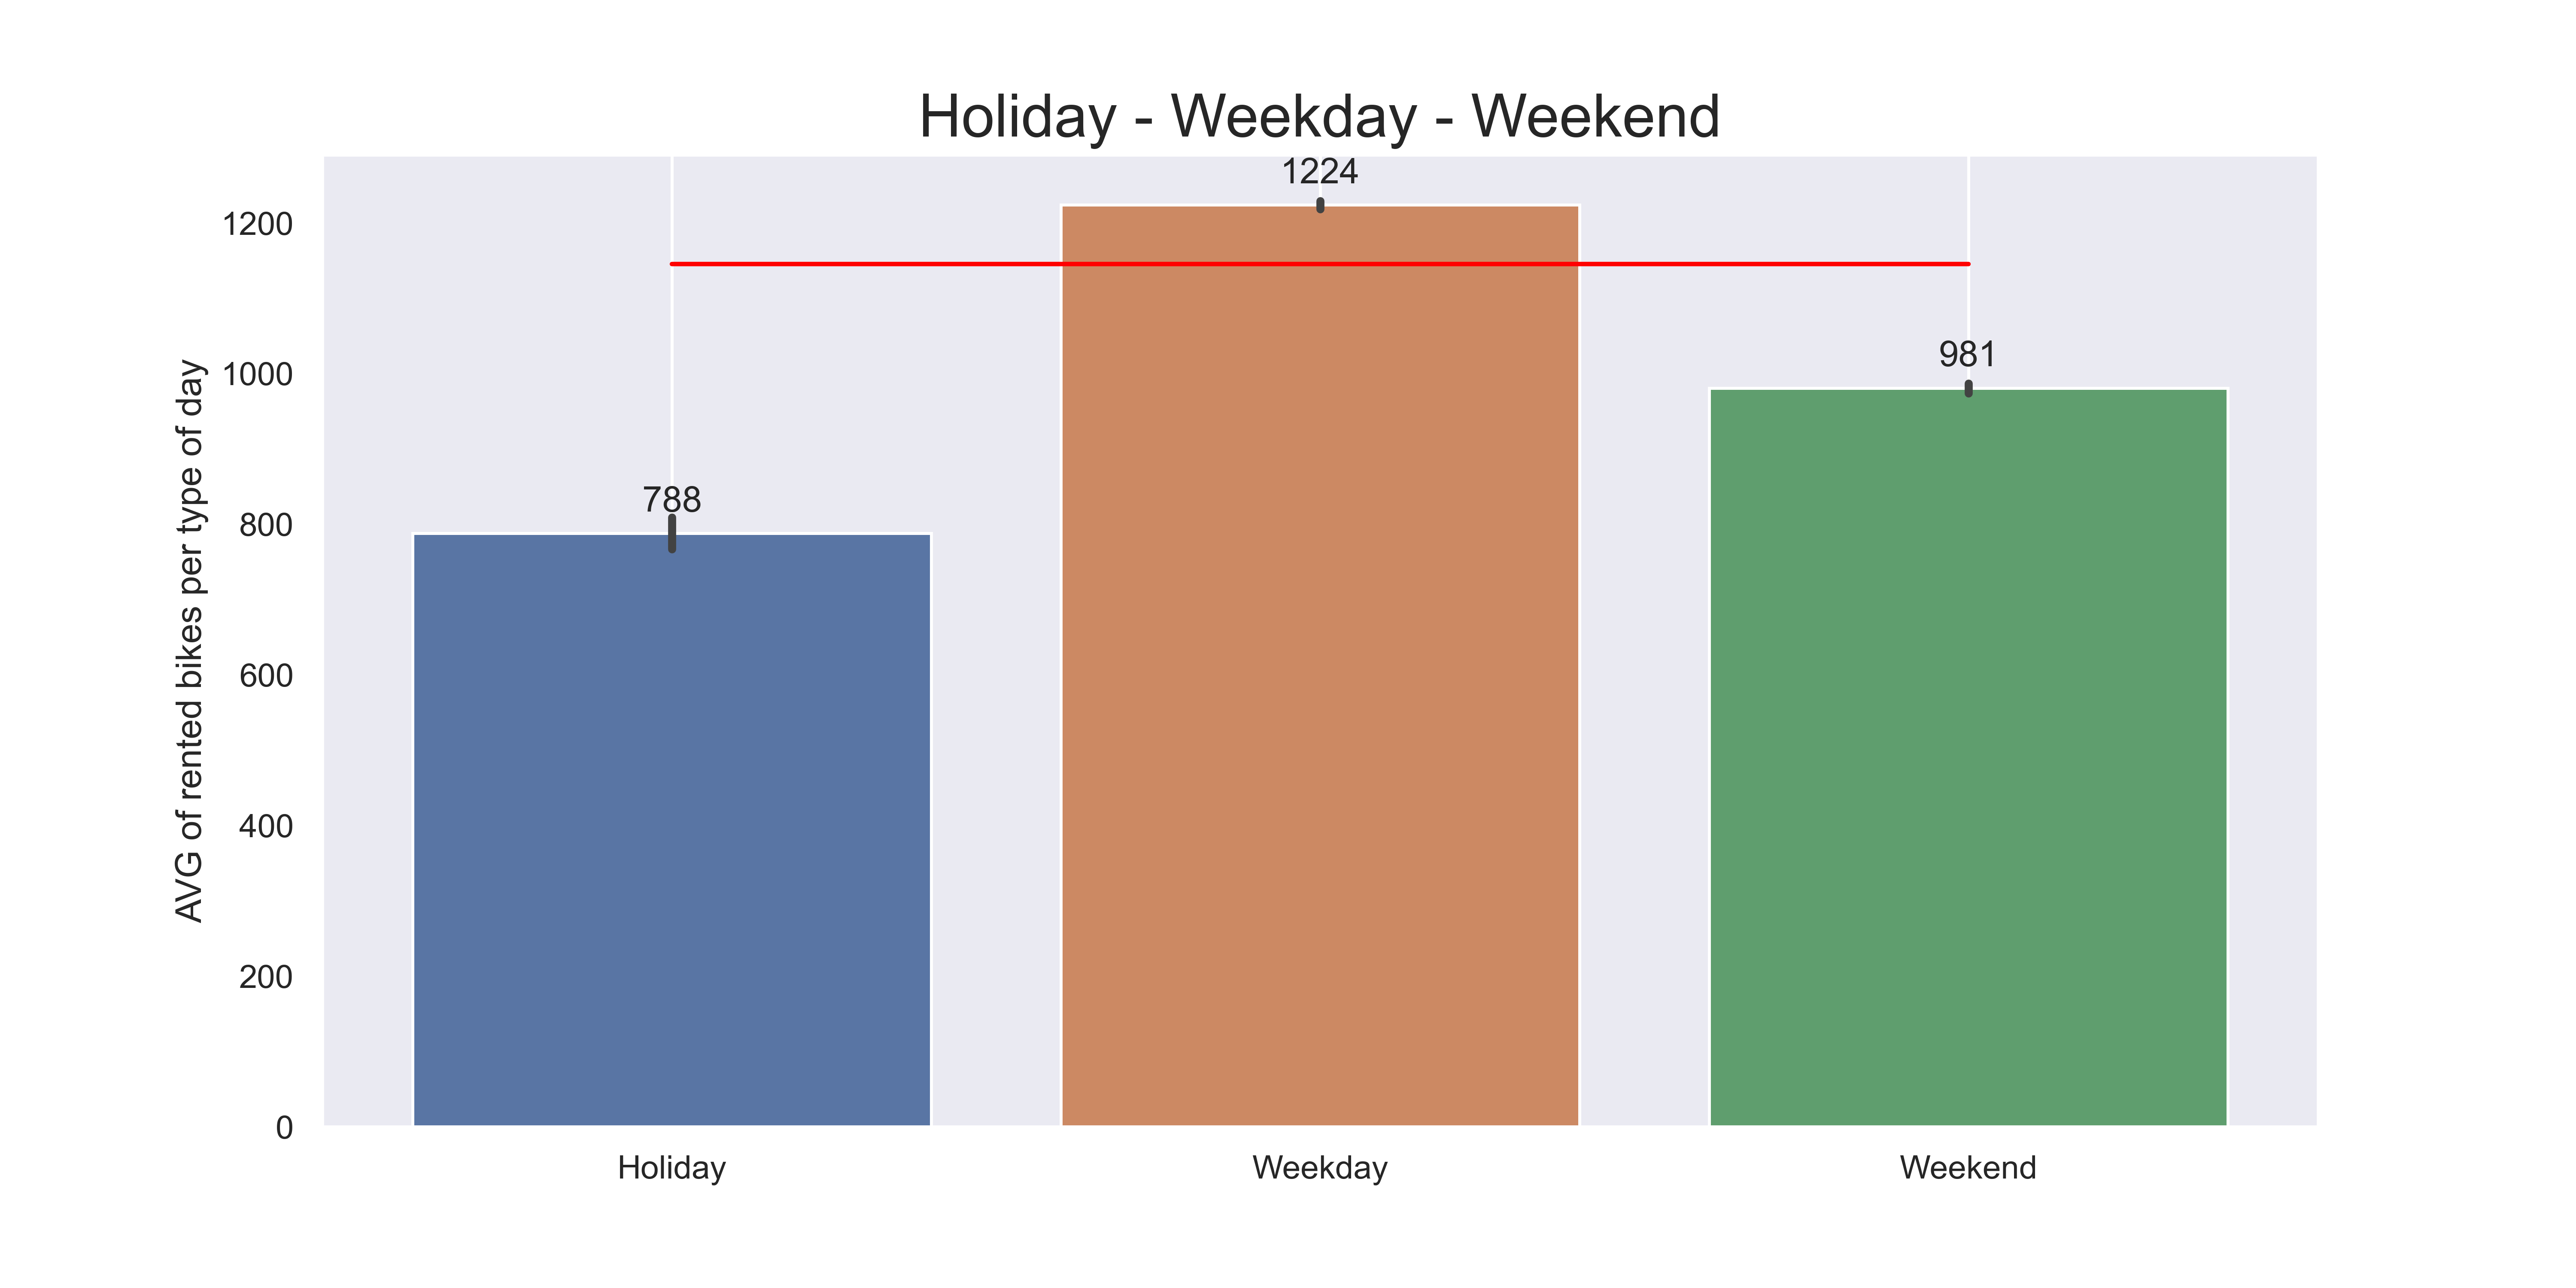 Holiday - Weekday - Weekend
1224
1200
981
1000
788
800
600
400
200
0
AVG of rented bikes per type of day
Holiday
Weekday
Weekend